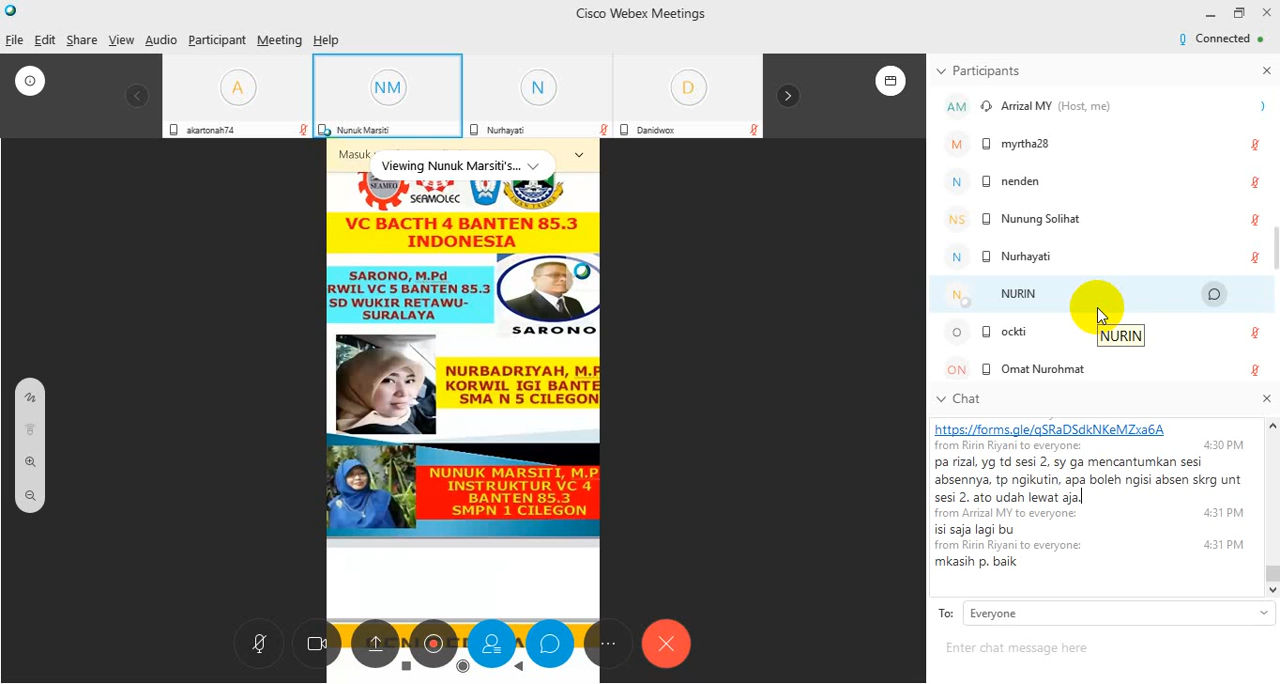 Cisco Webex Meetings
File Edit Share View Audio Participant Meeting Help
Connected
A
NM
N
D
akartonah74
Nunuk Marsiti
Nurhayati
Danidwox
Masuk
Viewing Nunuk Marsiti's...
SEAMEO
SEAMOLEC
VC BACTH 4 BANTEN 85.3
INDONESIA
SARONO, M.Pd
RWIL VC 5 BANTEN 85.3
SD WUKIR RETAWU-
SURALAYA
SARONO
NURBADRIYAH, M.P
KORWIL IGI BANTE
SMA N 5 CILEGON
NUNUK MARSITI, M.P
INSTRUKTUR VC 4
BANTEN 85.3
SMPN 1 CILEGON
Participants
AM Arrizal MY (Host, me)
M myrtha28
N nenden
NS Nunung Solihat
N Nurhayati
N NURIN
NURIN
O ockti
ON Omat Nurohmat
Chat
https://forms.gle/qSRaDSdkNKeMZxa6A
from Ririn Riyani to everyone: 4:30 PM
pa rizal, yg td sesi 2, sy ga mencantumkan sesi
absennya, tp ngikutin, apa boleh ngisi absen skrg unt
sesi 2. ato udah lewat aja.
from Arrizal MY to everyone: 4:31 PM
isi saja lagi bu
from Ririn Riyani to everyone: 4:31 PM
mkasih p. baik
To: Everyone
Enter chat message here